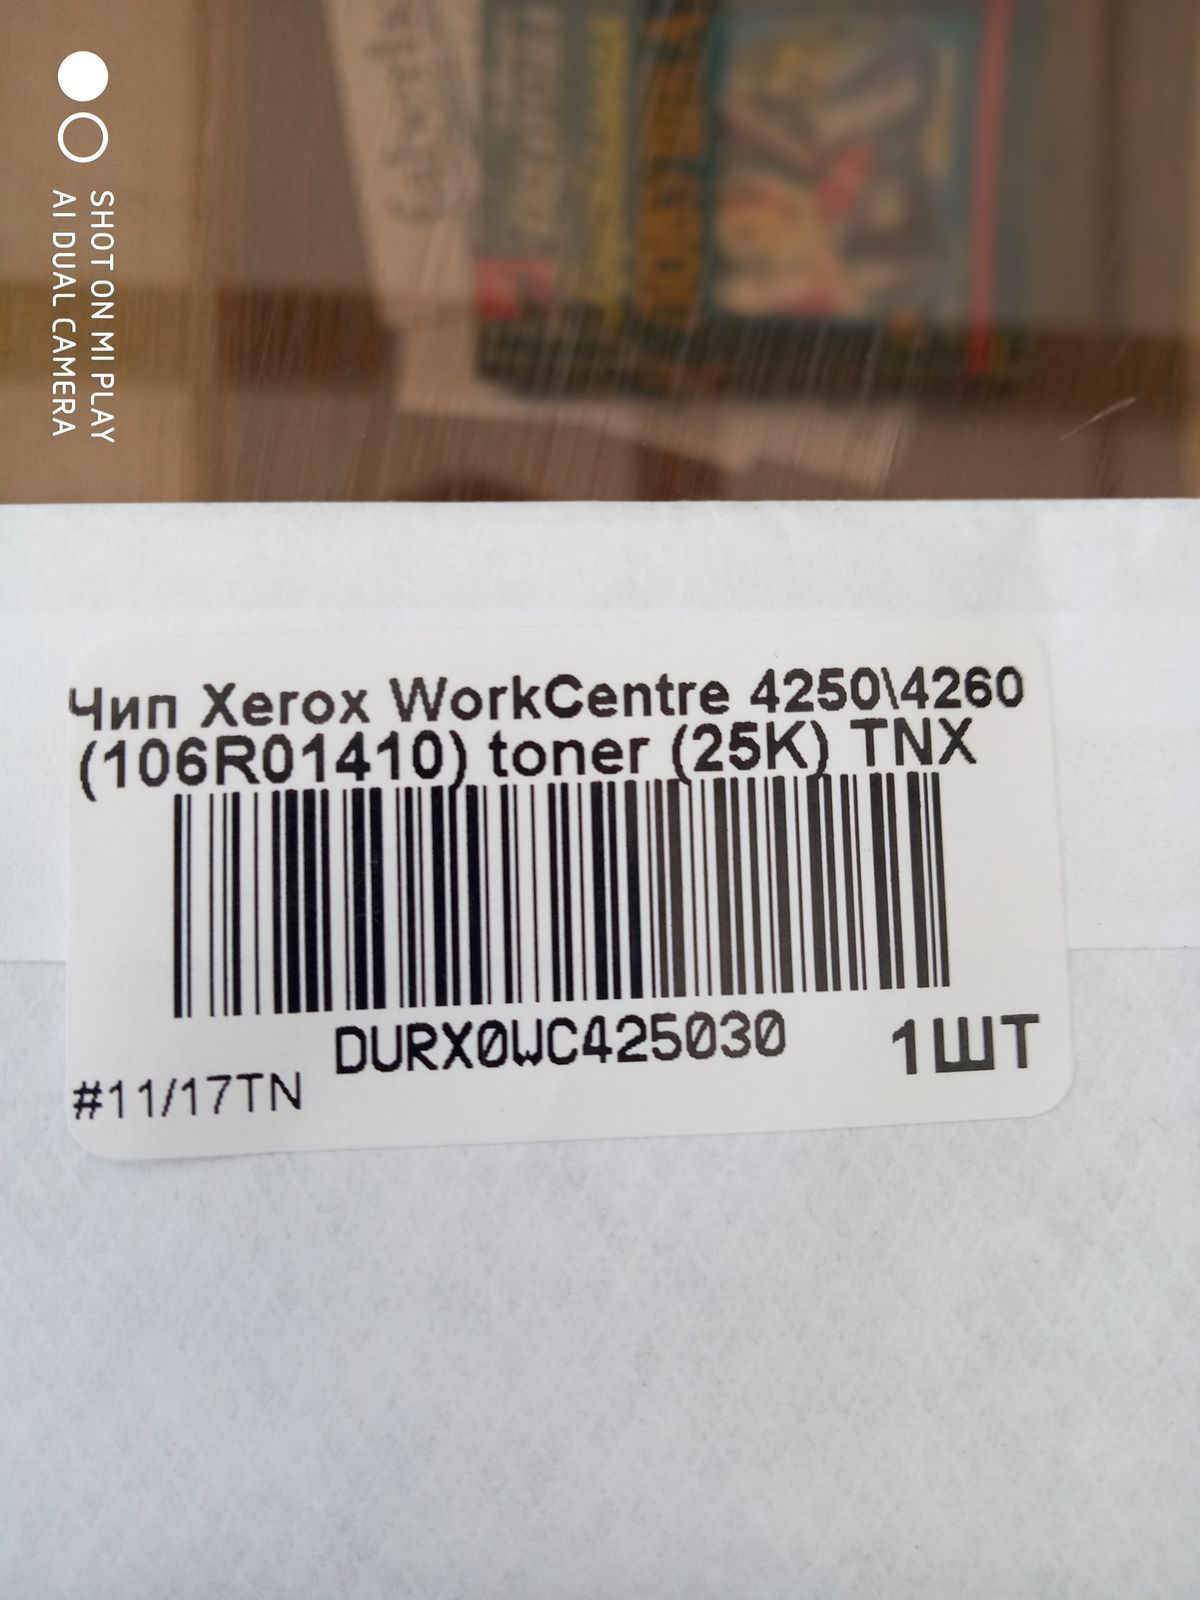 SHOT ON MI PLAY
AI DUAL CAMERA
Чип Xerox WorkCentre 4250\4260
(106R01410) toner (25K) TNX
DURX0WC425030
1ШТ
#11/17TN